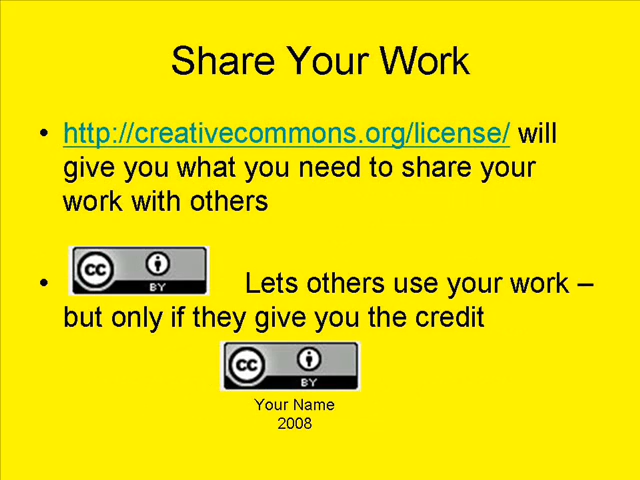 Share Your Work
• http://creativecommons.org/license/ will
give you what you need to share your
work with others
• cc BY Lets others use your work –
but only if they give you the credit
cc BY
Your Name
2008